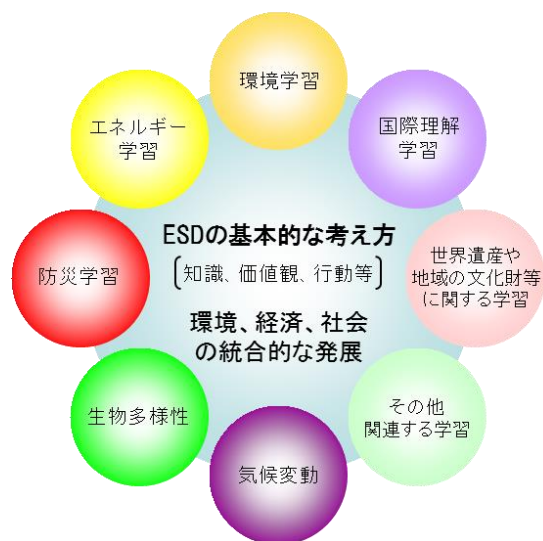 環境学習
国際理解
学習
世界遺産や
地域の文化財等
に関する学習
その他
関連する学習
気候変動
生物多様性
防災学習
エネルギー
学習
ESDの基本的な考え方
[知識、価値観、行動等]
環境、経済、社会
の統合的な発展